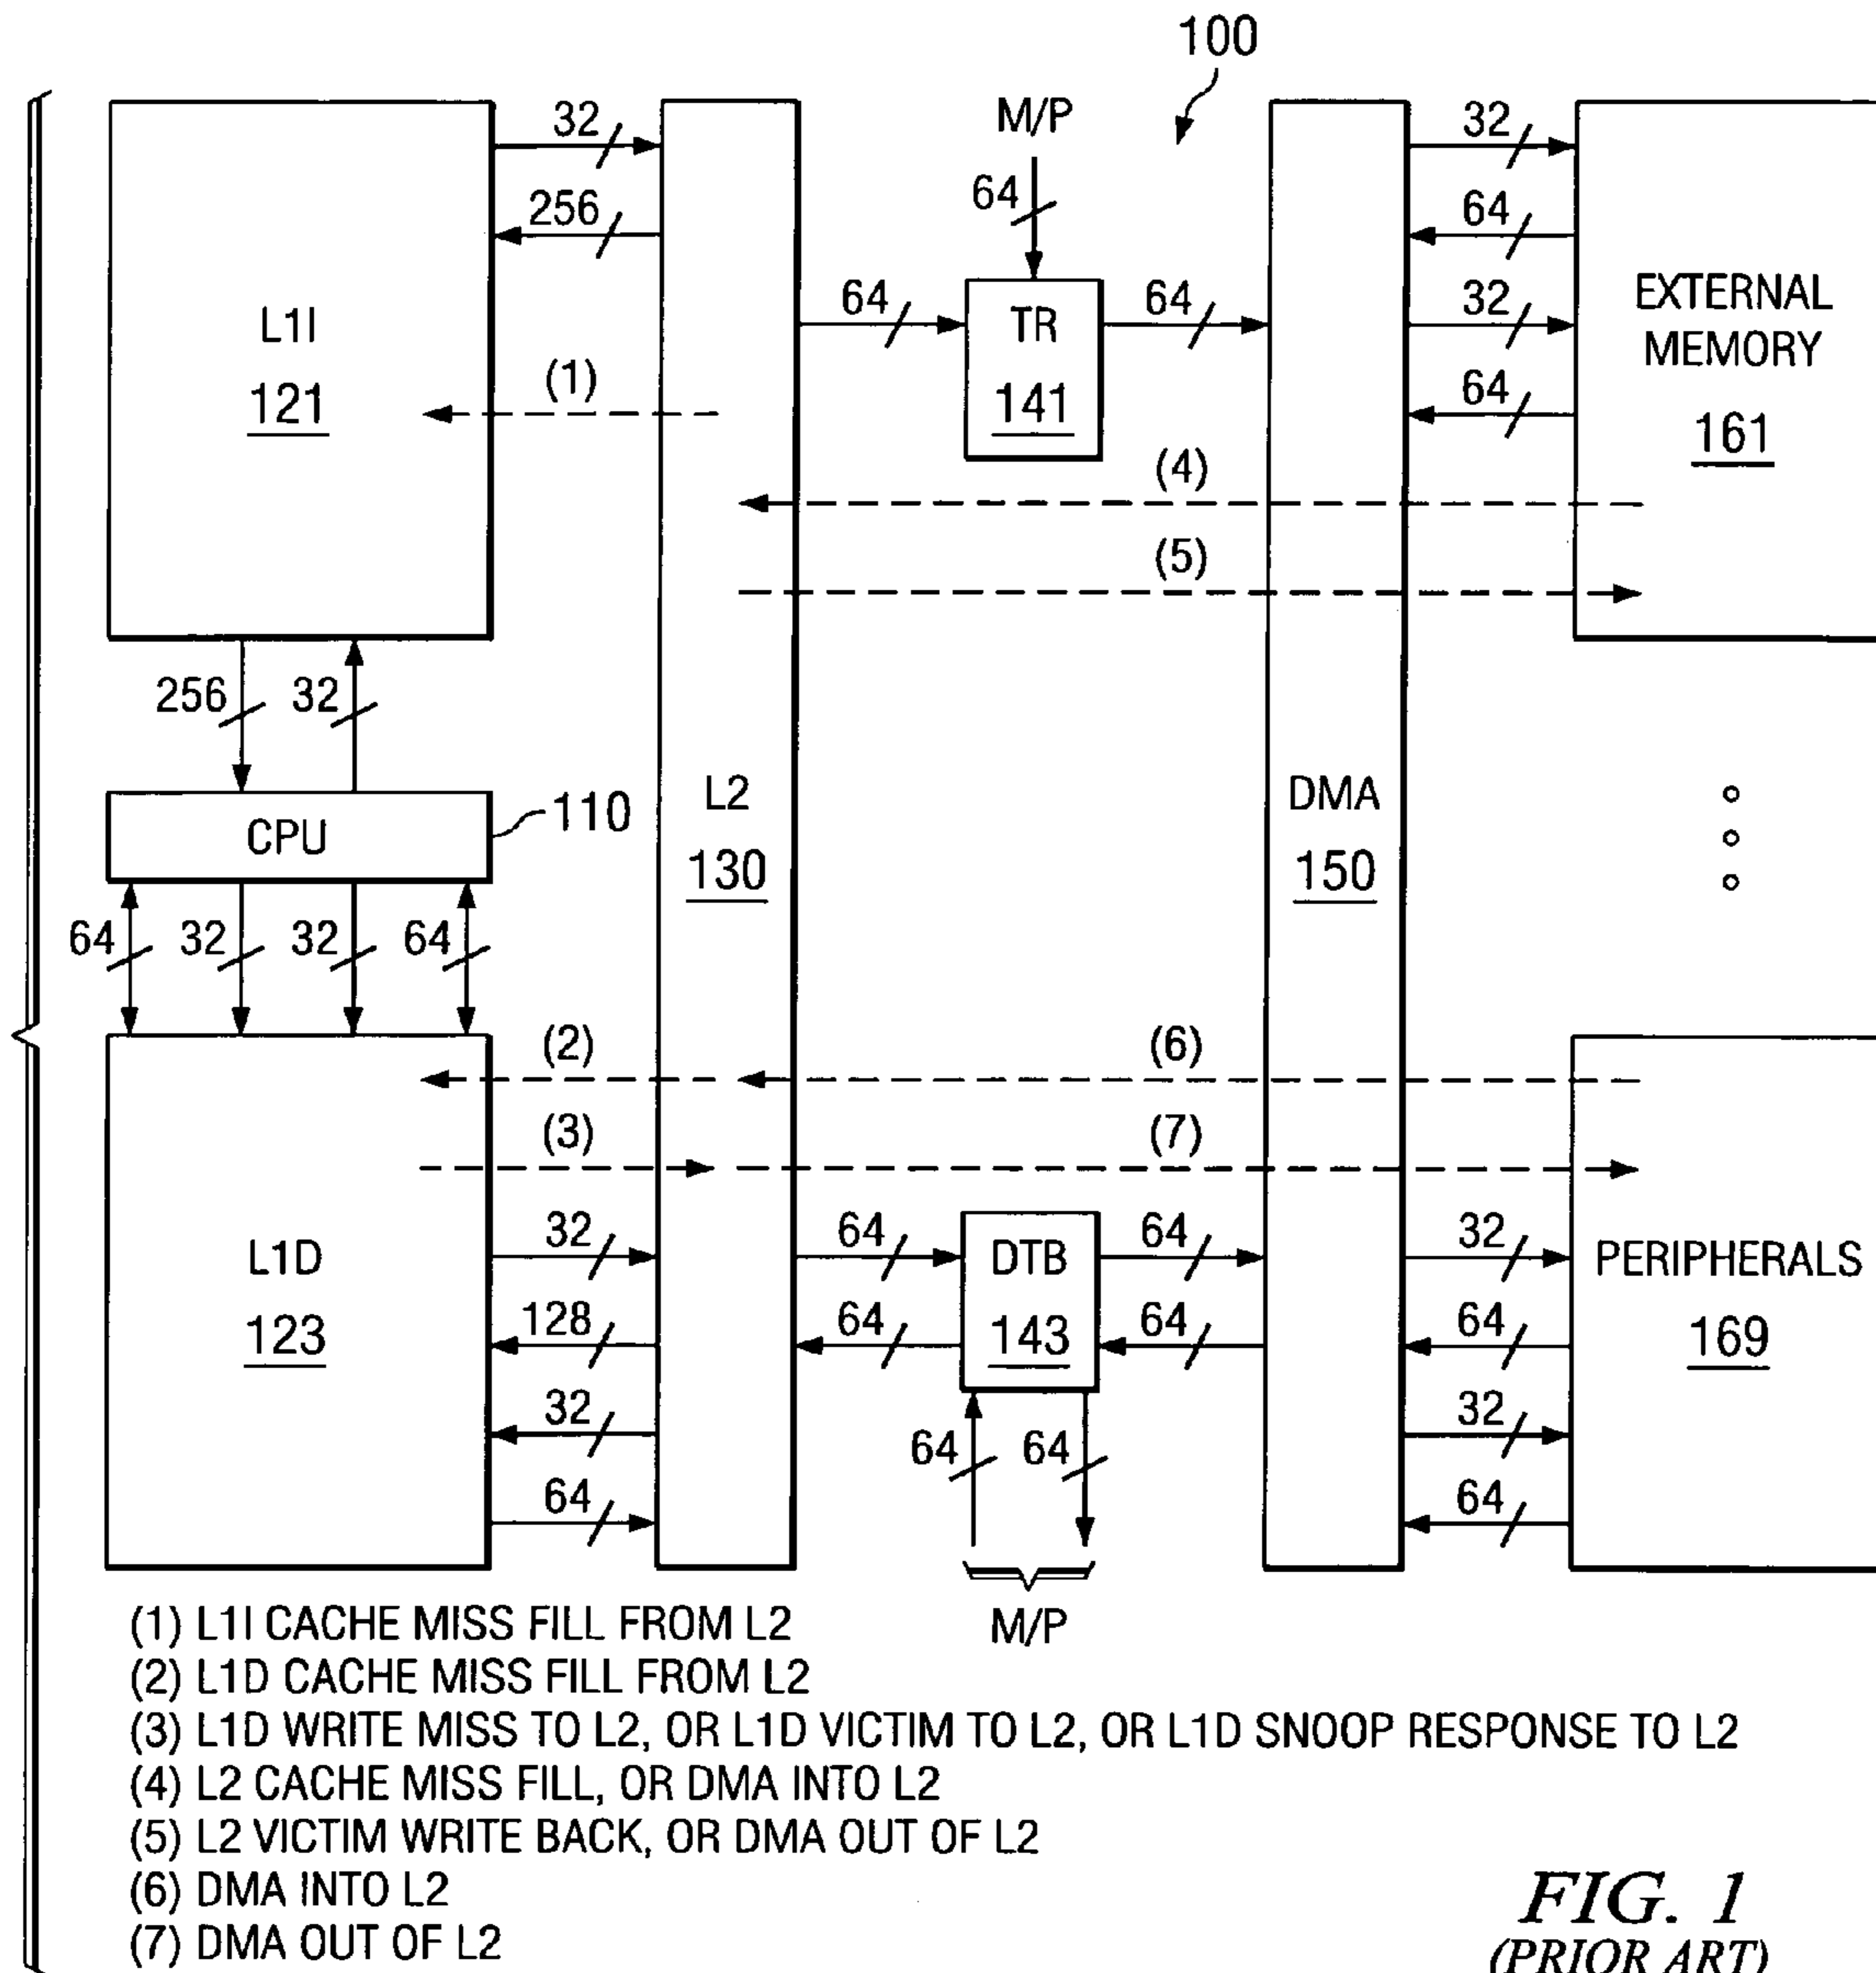 100
32
M/P
32
256
64
64
L1I
121
64
TR
141
64
32
64
EXTERNAL
MEMORY
161
(1)
(4)
(5)
256
32
CPU
110
L2
130
DMA
150
64
32
32
64
(2)
(6)
(3)
(7)
L1D
123
32
64
DTB
143
64
32
PERIPHERALS
169
128
64
64
64
32
64
64
32
64
64
M/P
(1) L1I CACHE MISS FILL FROM L2
(2) L1D CACHE MISS FILL FROM L2
(3) L1D WRITE MISS TO L2, OR L1D VICTIM TO L2, OR L1D SNOOP RESPONSE TO L2
(4) L2 CACHE MISS FILL, OR DMA INTO L2
(5) L2 VICTIM WRITE BACK, OR DMA OUT OF L2
(6) DMA INTO L2
(7) DMA OUT OF L2
FIG. 1
(PRIOR ART)